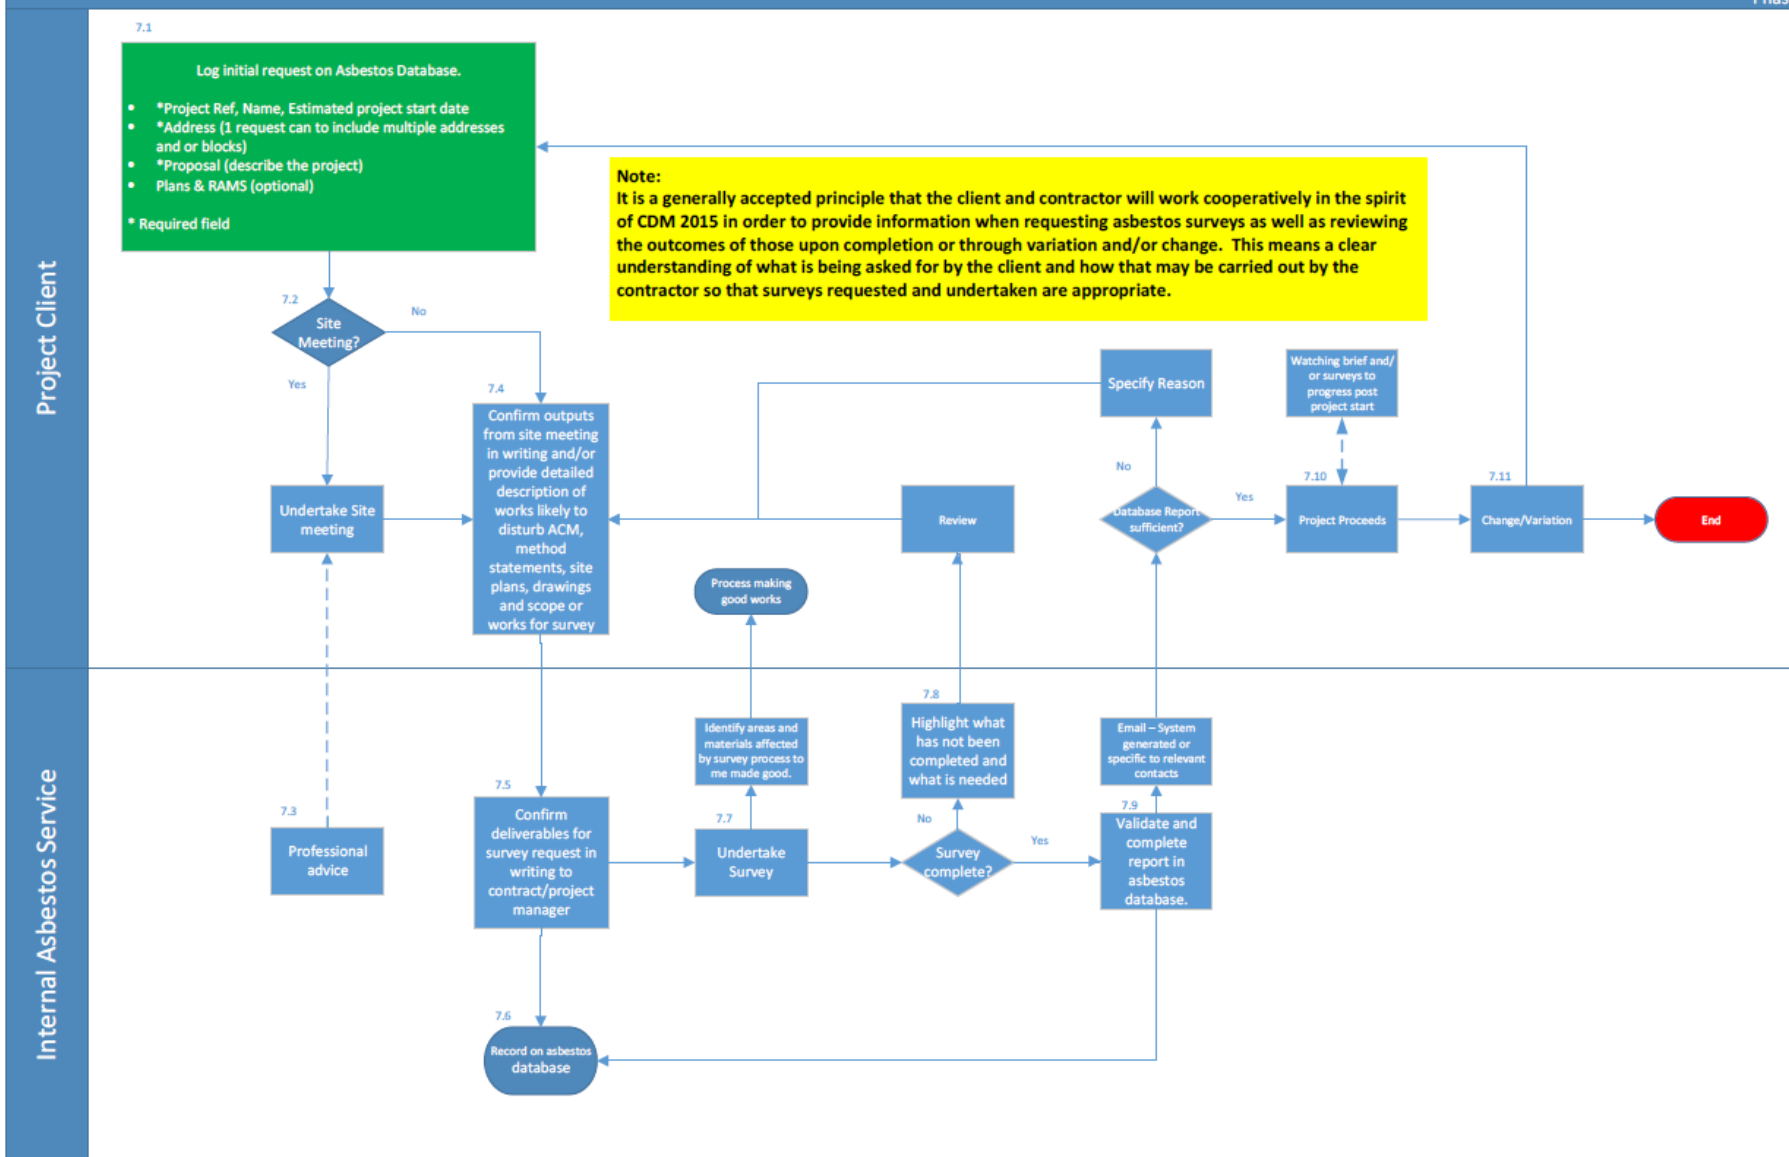 7.1
Log initial request on Asbestos Database.
• *Project Ref, Name, Estimated project start date
• *Address (1 request can to include multiple addresses
and or blocks)
• *Proposal (describe the project)
• Plans & RAMS (optional)
* Required field
Note:
It is a generally accepted principle that the client and contractor will work cooperatively in the spirit
of CDM 2015 in order to provide information when requesting asbestos surveys as well as reviewing
the outcomes of those upon completion or through variation and/or change. This means a clear
understanding of what is being asked for by the client and how that may be carried out by the
contractor so that surveys requested and undertaken are appropriate.
Project Client
7.2
Site
Meeting?
No
Yes
Undertake Site
meeting
7.4
Confirm outputs
from site meeting
in writing and/or
provide detailed
description of
works likely to
disturb ACM,
method
statements, site
plans, drawings
and scope or
works for survey
Process making
good works
Review
Specify Reason
No
Database Report
sufficient?
Yes
Watching brief and/
or surveys to
progress post
project start
7.10
Project Proceeds
7.11
Change/Variation
End
Internal Asbestos Service
7.3
Professional
advice
7.5
Confirm
deliverables for
survey request in
writing to
contract/project
manager
7.6
Record on asbestos
database
Identify areas and
materials affected
by survey process to
me made good.
7.7
Undertake
Survey
7.8
Highlight what
has not been
completed and
what is needed
No
Survey
complete?
Yes
Email – System
generated or
specific to relevant
contacts
7.9
Validate and
complete
report in
asbestos
database.